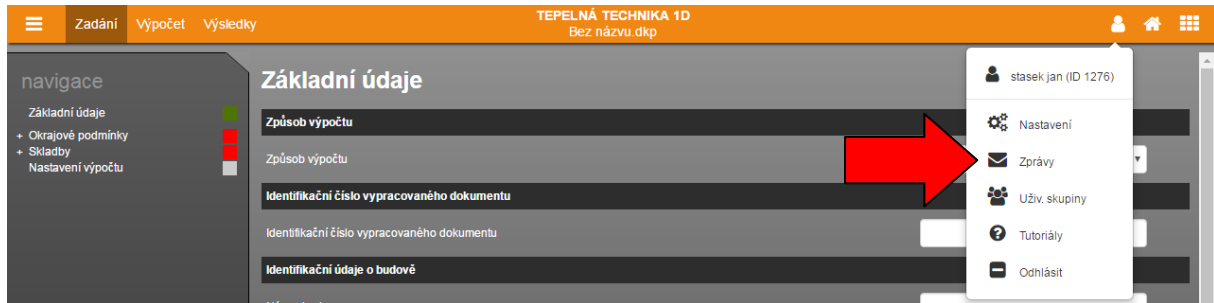 Zadání Výpočet Výsledky
TEPELNÁ TECHNIKA 1D
Bez názvu.dkp
navigace
Základní údaje
+ Okrajové podmínky
+ Skladby
Nastavení výpočtu
Základní údaje
Způsob výpočtu
Způsob výpočtu
Identifikační číslo vypracovaného dokumentu
Identifikační číslo vypracovaného dokumentu
Identifikační údaje o budově
stasek jan (ID 1276)
Nastavení
Zprávy
Uživ. skupiny
Tutoriály
Odhlásit